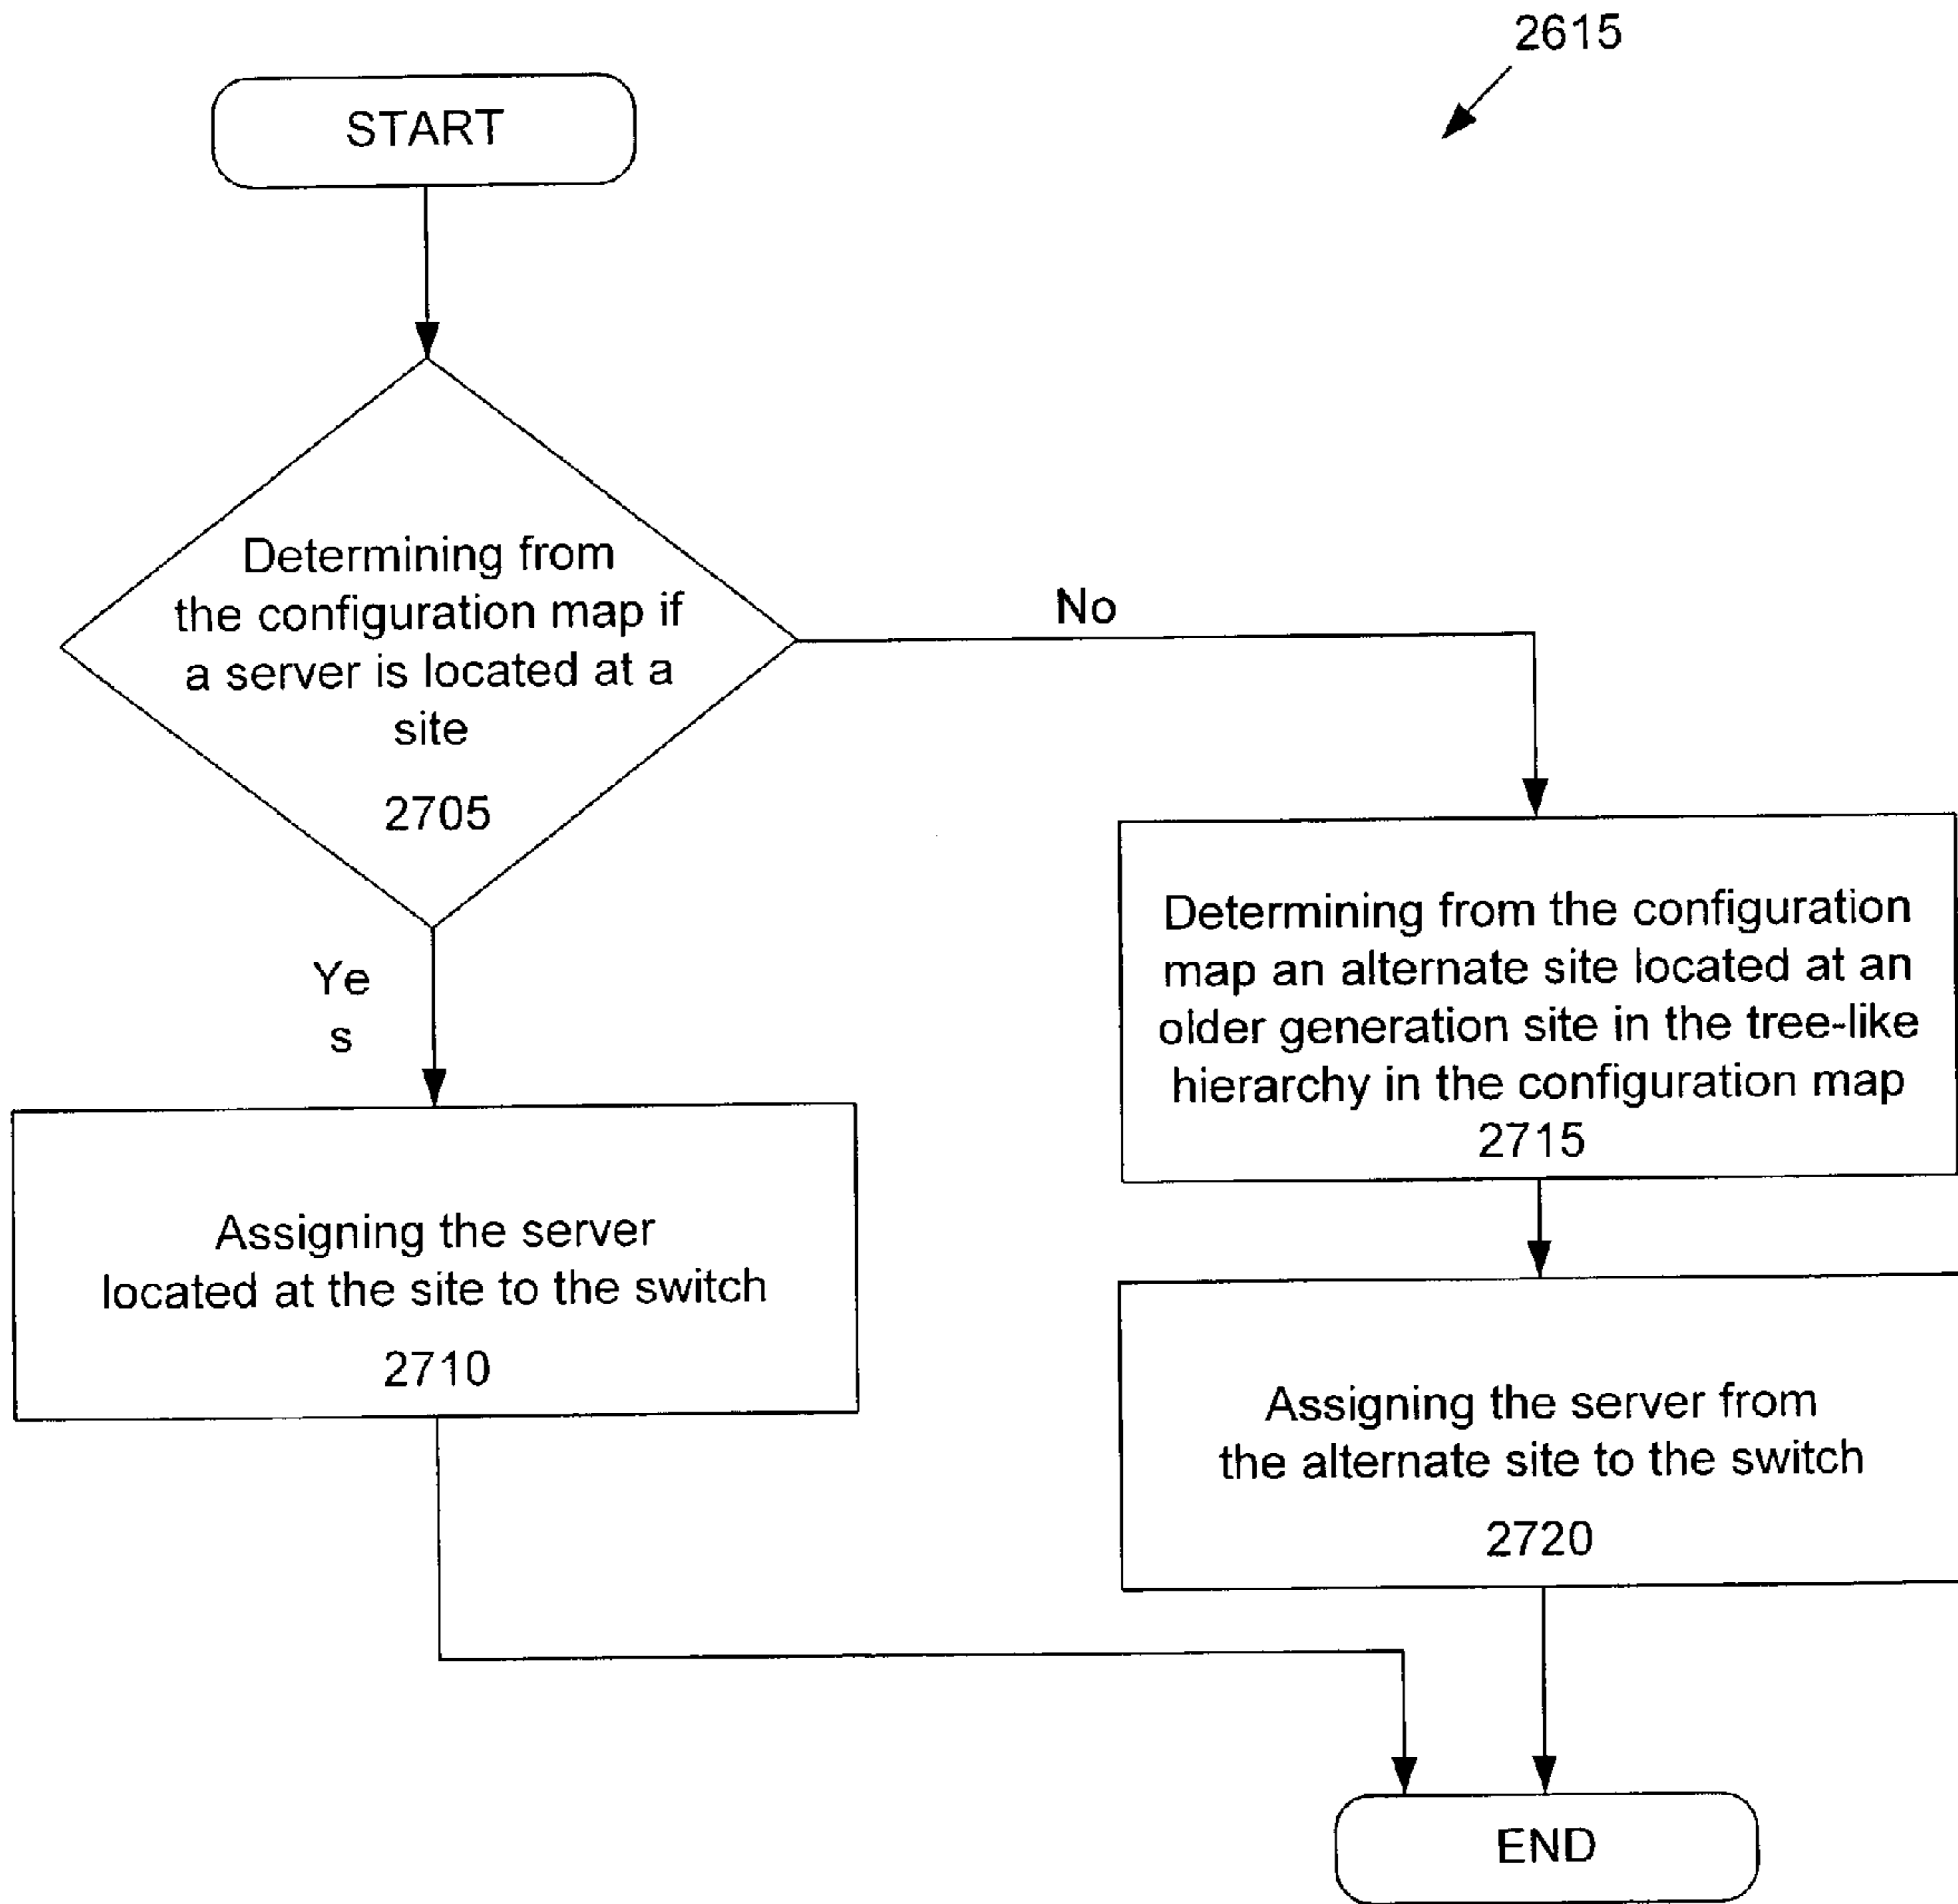 2615
START
Determining from
the configuration map if
a server is located at a
site
2705
No
Ye
s
Determining from the configuration
map an alternate site located at an
older generation site in the tree-like
hierarchy in the configuration map
2715
Assigning the server
located at the site to the switch
2710
Assigning the server from
the alternate site to the switch
2720
END